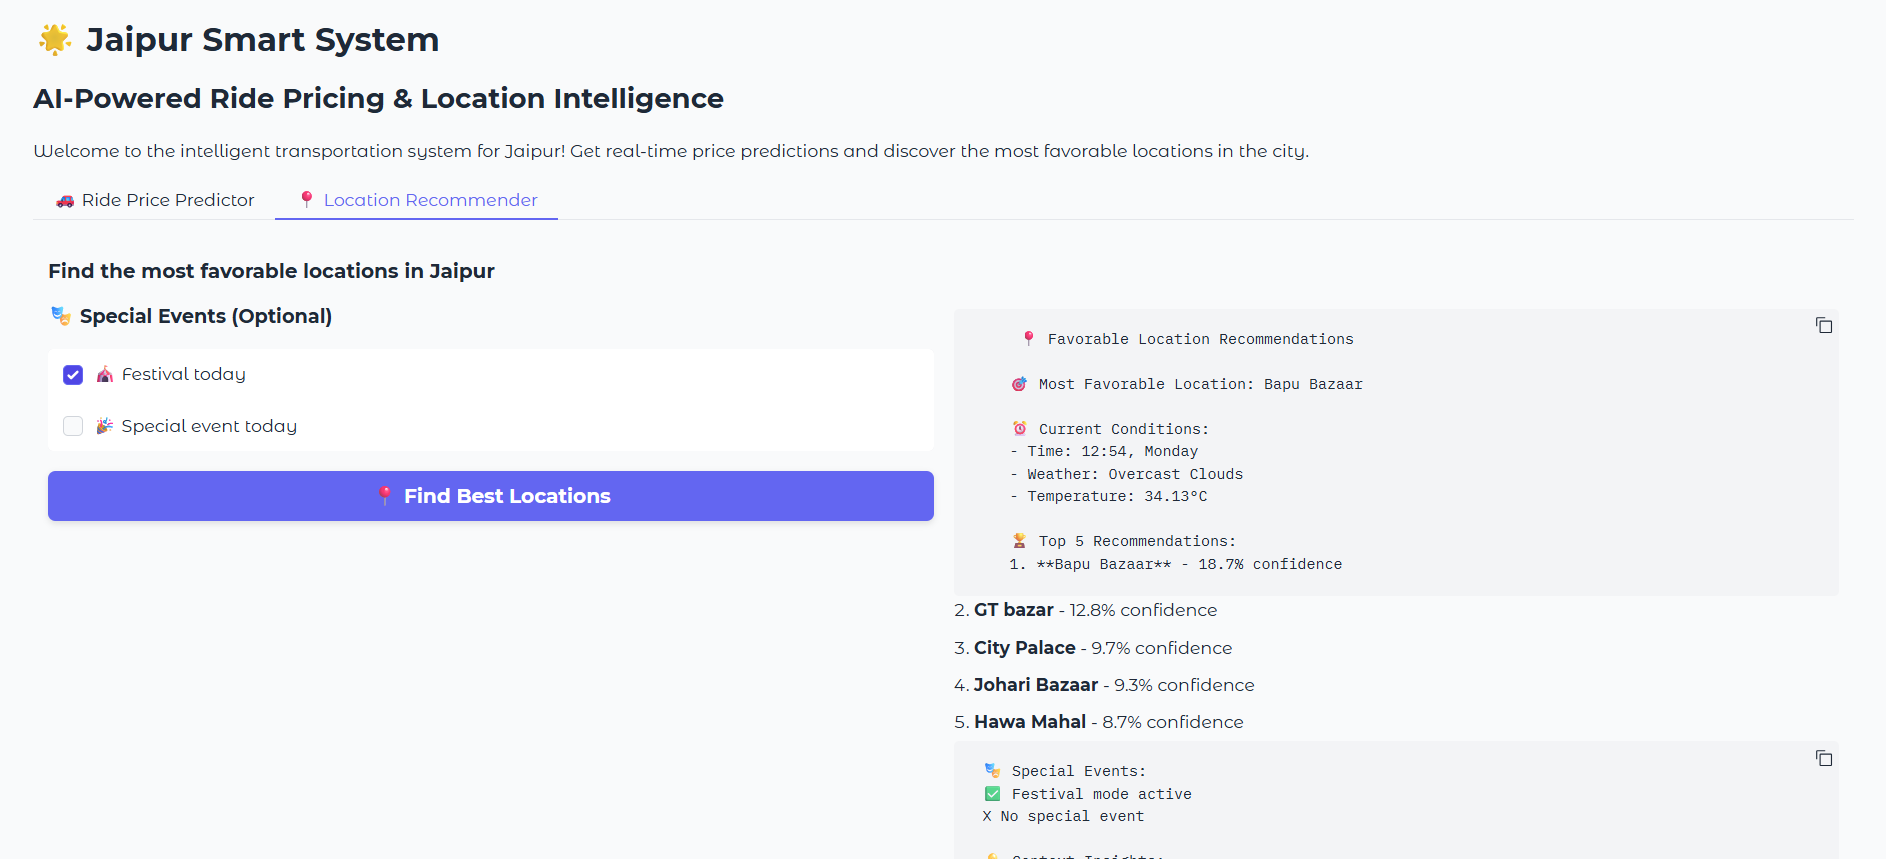 🌟 Jaipur Smart System
AI-Powered Ride Pricing & Location Intelligence
Welcome to the intelligent transportation system for Jaipur! Get real-time price predictions and discover the most favorable locations in the city.
🚗 Ride Price Predictor
📍 Location Recommender
Find the most favorable locations in Jaipur
🎭 Special Events (Optional)
🎪 Festival today
🎉 Special event today
📍 Find Best Locations
📍 Favorable Location Recommendations
🎯 Most Favorable Location: Bapu Bazaar
⏰ Current Conditions:
- Time: 12:54, Monday
- Weather: Overcast Clouds
- Temperature: 34.13°C
🏆 Top 5 Recommendations:
1. **Bapu Bazaar** - 18.7% confidence
2. GT bazar - 12.8% confidence
3. City Palace - 9.7% confidence
4. Johari Bazaar - 9.3% confidence
5. Hawa Mahal - 8.7% confidence
🎭 Special Events:
✅ Festival mode active
X No special event
💡 Context Insights: